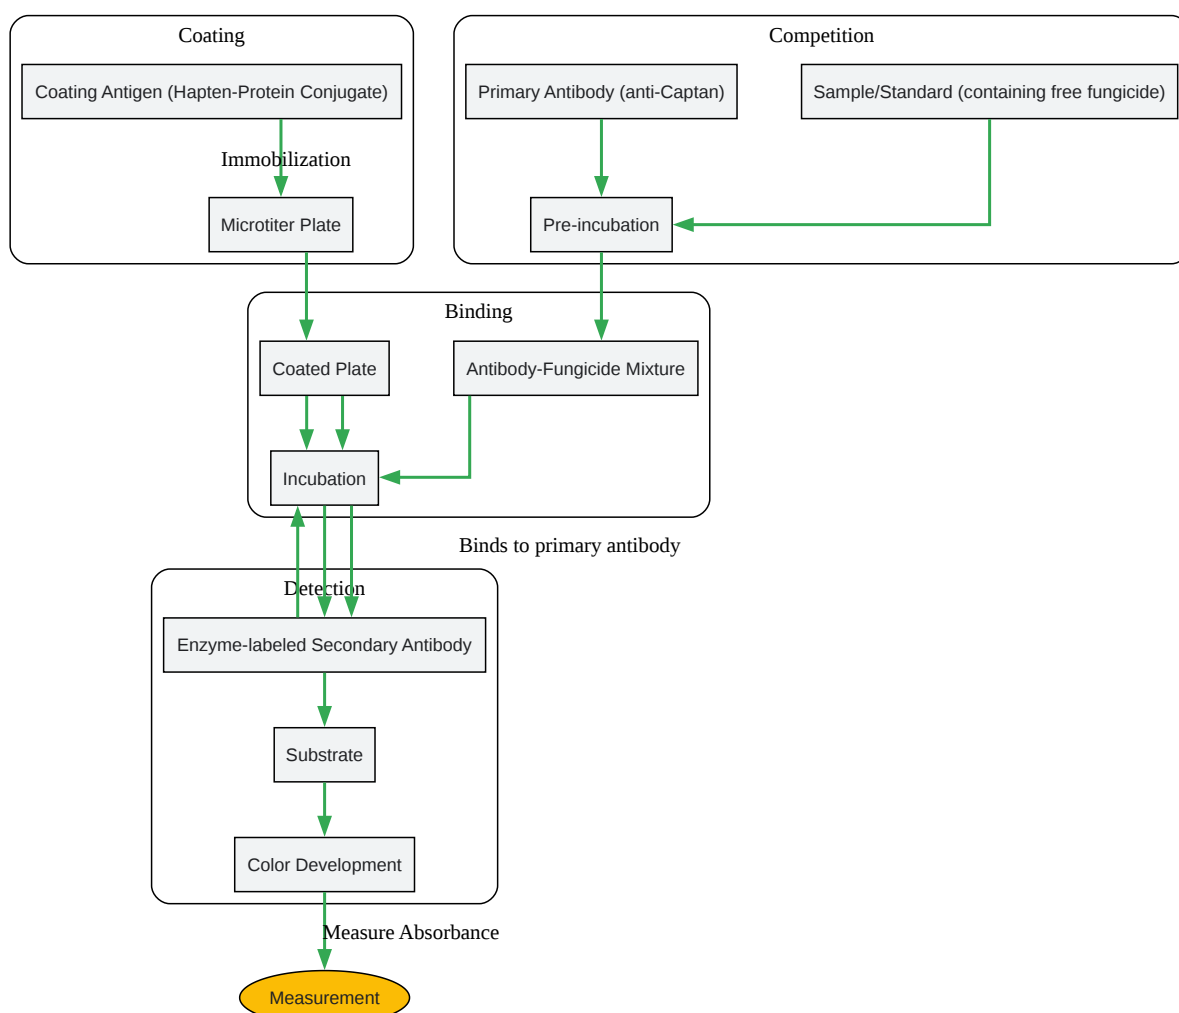 Coating
Coating Antigen (Hapten-Protein Conjugate)
Immobilization
Microtiter Plate
Competition
Primary Antibody (anti-Captan)
Sample/Standard (containing free fungicide)
Pre-incubation
Binding
Coated Plate
Antibody-Fungicide Mixture
Incubation
Binds to primary antibody
Detection
Enzyme-labeled Secondary Antibody
Substrate
Color Development
Measure Absorbance
Measurement